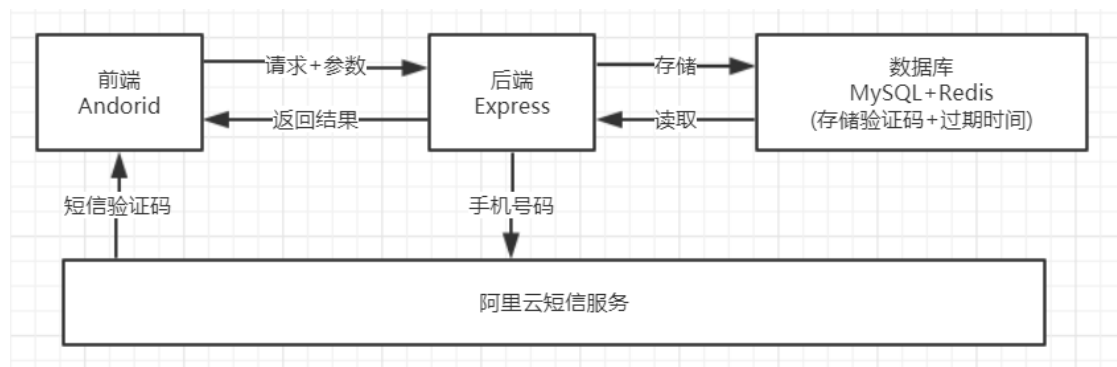 前端
Andorid
请求+参数
返回结果
后端
Express
存储
读取
数据库
MySQL+Redis
(存储验证码+过期时间)
短信验证码
手机号码
阿里云短信服务